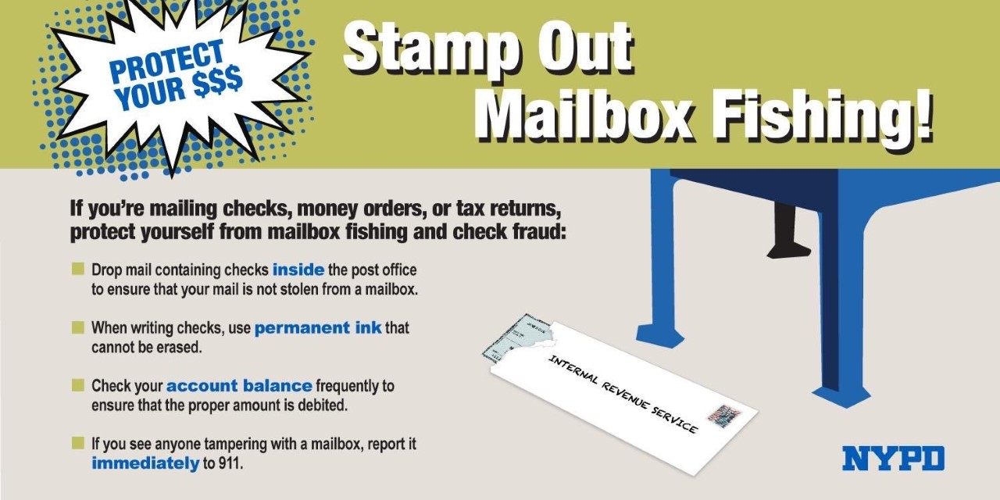 PROTECT
YOUR $$$
Stamp Out
Mailbox Fishing!
If you're mailing checks, money orders, or tax returns,
protect yourself from mailbox fishing and check fraud:
Drop mail containing checks inside the post office
to ensure that your mail is not stolen from a mailbox.
When writing checks, use permanent ink that
cannot be erased.
Check your account balance frequently to
ensure that the proper amount is debited.
If you see anyone tampering with a mailbox, report it
immediately to 911.
INTERNAL REVENUE SERVICE
NYPD